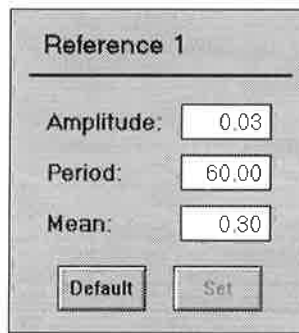 Reference 1
Amplitude: 0.03
Period: 60.00
Mean: 0.30
Default Set